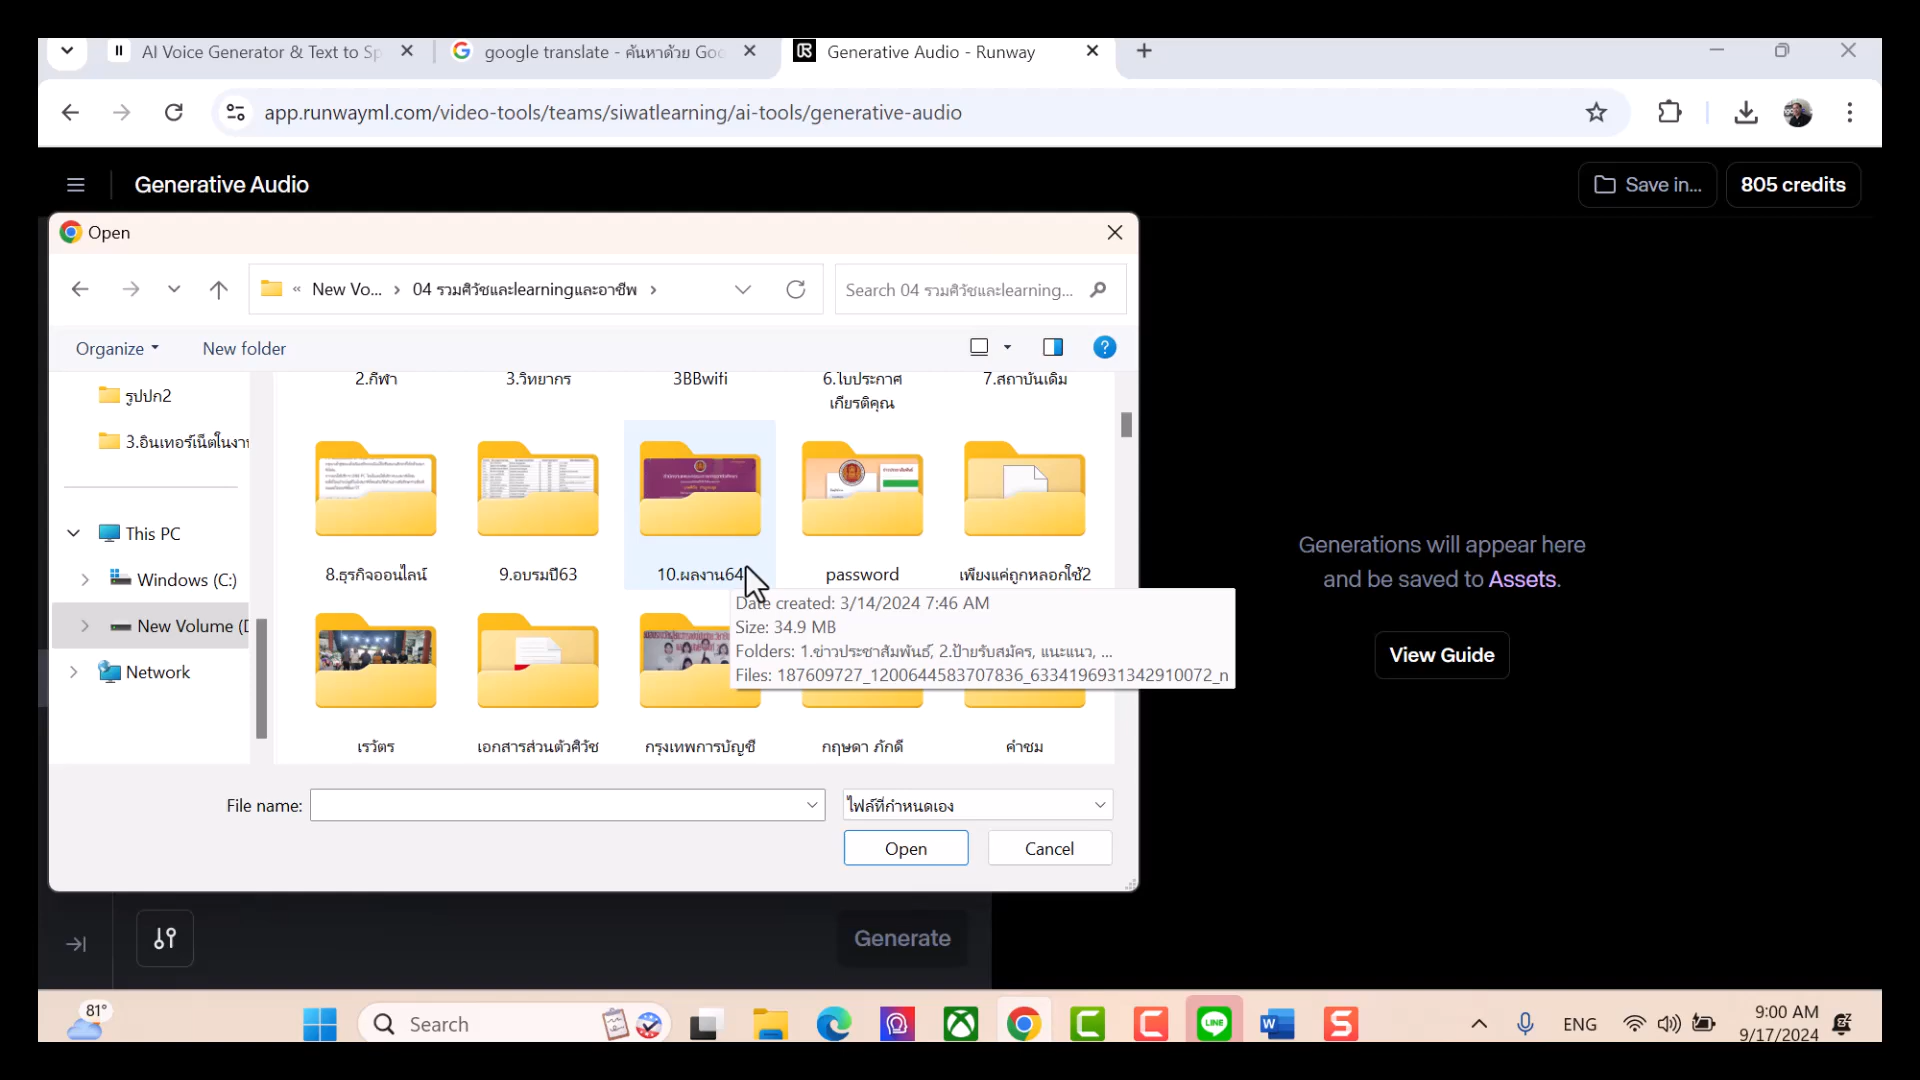 AI Voice Generator & Text to Sp
google translate - ค้นหาด้วย Goo
Generative Audio - Runway
app.runwayml.com/video-tools/teams/siwatlearning/ai-tools/generative-audio
Generative Audio
Save in...
805 credits
Open
« New Vo... › 04 รวมศิวัชและlearningและอาชีพ ›
Search 04 รวมศิวัชและlearning...
Organize
New folder
รูปปก2
3.อินเทอร์เน็ตในงาน
This PC
Windows (C:)
New Volume (D
Network
2.กีฬา
3.วิทยากร
3BBwifi
6.ใบประกาศ
เกียรติคุณ
7.สถาบันเดิม
8.ธุรกิจออนไลน์
9.อบรมปี63
10.ผลงาน64
password
เพียงแค่ถูกหลอกใช้2
Date created: 3/14/2024 7:46 AM
Size: 34.9 MB
Folders: 1.ข่าวประชาสัมพันธ์, 2.ป้ายรับสมัคร, แนะแนว, ...
Files: 187609727_1200644583707836_6334196931342910072_n
เรวัตร
เอกสารส่วนตัวศิวัช
กรุงเทพการบัญชี
กฤษดา ภักดี
คำชม
File name:
ไฟล์ที่กำหนดเอง
Open
Cancel
Generations will appear here
and be saved to Assets.
View Guide
Generate
81°
Search
LINE
ENG
9:00 AM
9/17/2024